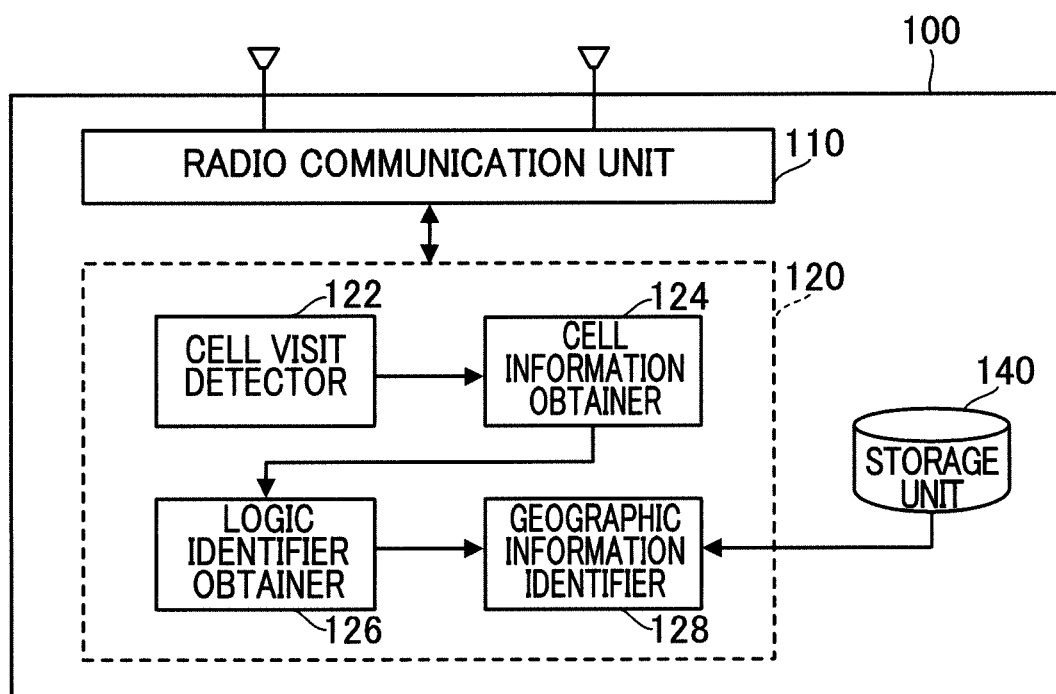 100
RADIO COMMUNICATION UNIT
110
120
122
CELL VISIT
DETECTOR
124
CELL
INFORMATION
OBTAINER
140
STORAGE
UNIT
LOGIC
IDENTIFIER
OBTAINER
126
GEOGRAPHIC
INFORMATION
IDENTIFIER
128